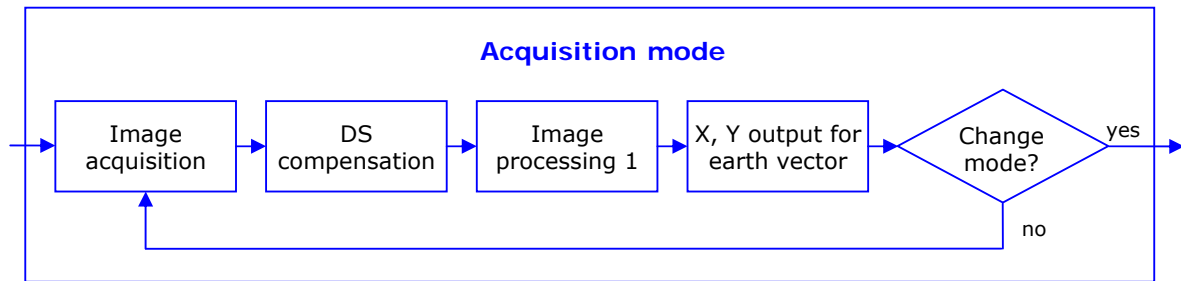 Acquisition mode
Image
acquisition
DS
compensation
Image
processing 1
X, Y output for
earth vector
Change
mode?
yes
no